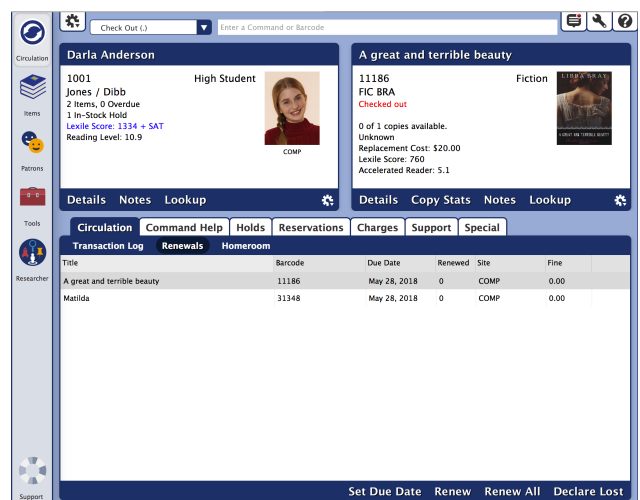 Check Out (.)
Enter a Command or Barcode
Circulation
Items
Patrons
Tools
Researcher
Support
Darla Anderson
1001
High Student
Jones / Dibb
2 Items, 0 Overdue
1 In-Stock Hold
Lexile Score: 1334 + SAT
Reading Level: 10.9
COMP
Details Notes Lookup
A great and terrible beauty
11186
Fiction
FIC BRA
Checked out
0 of 1 copies available.
Unknown
Replacement Cost: $20.00
Lexile Score: 760
Accelerated Reader: 5.1
LIBBA BRAY
A GREAT AND TERRIBLE BEAUTY
Details Copy Stats Notes Lookup
Circulation Command Help Holds Reservations Charges Support Special
Transaction Log Renewals Homeroom
Title Barcode Due Date Renewed Site Fine
A great and terrible beauty 11186 May 28, 2018 0 COMP 0.00
Matilda 31348 May 28, 2018 0 COMP 0.00
Set Due Date Renew Renew All Declare Lost